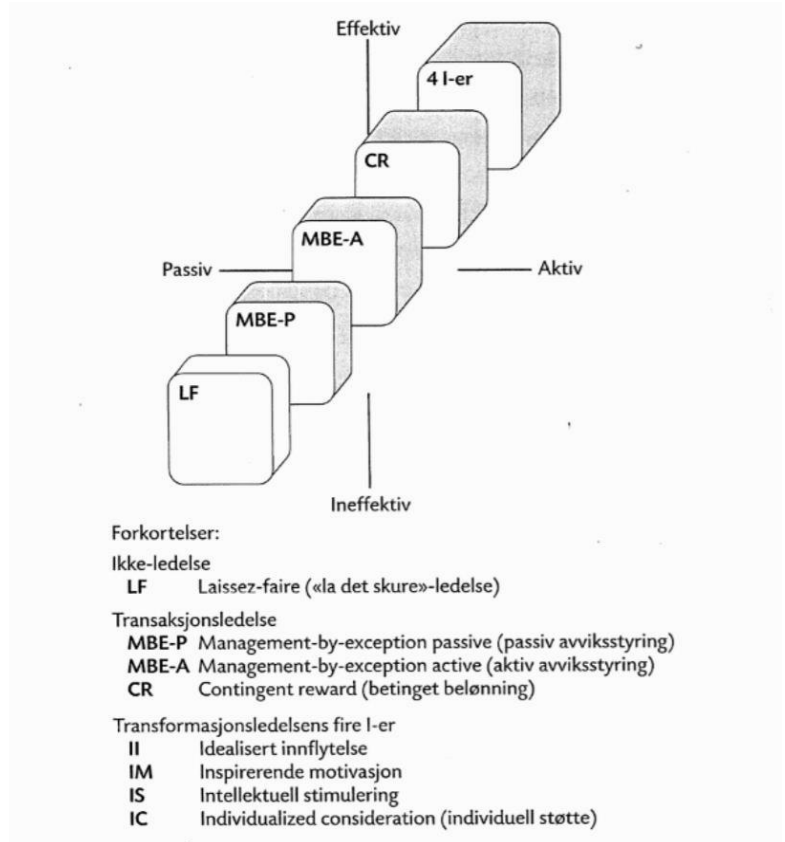 Effektiv
4 I-er
CR
MBE-A
Passiv
Aktiv
MBE-P
LF
Ineffektiv
Forkortelser:
Ikke-ledelse
LF Laissez-faire («la det skure»-ledelse)
Transaksjonsledelse
MBE-P Management-by-exception passive (passiv avviksstyring)
MBE-A Management-by-exception active (aktiv avviksstyring)
CR Contingent reward (betinget belønning)
Transformasjonsledelsens fire I-er
II Idealisert innflytelse
IM Inspirerende motivasjon
IS Intellektuell stimulering
IC Individualized consideration (individuell støtte)